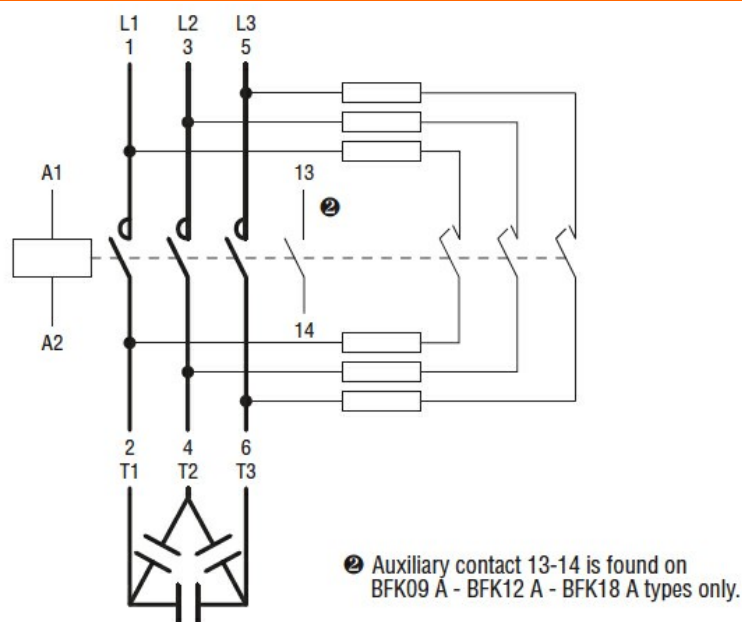 L1 L2 L3
1 3 5
A1
13
❷
14
A2
2 4 6
T1 T2 T3
❷ Auxiliary contact 13-14 is found on
BFK09 A - BFK12 A - BFK18 A types only.